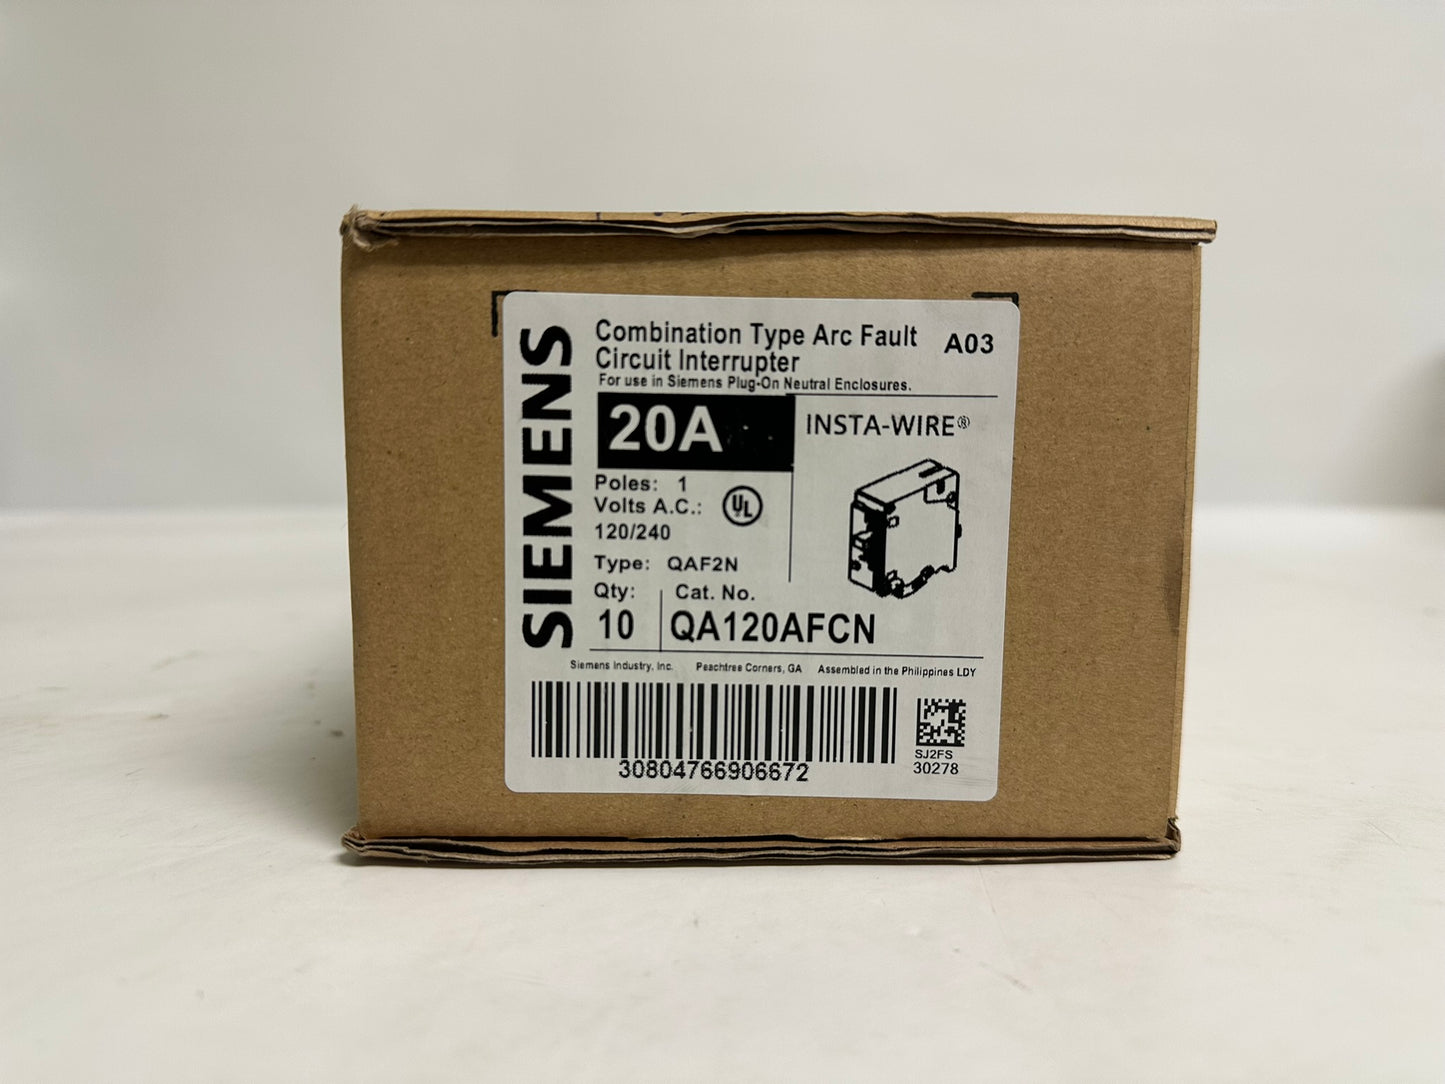 SIEMENS
Combination Type Arc Fault
Circuit Interrupter
A03
For use in Siemens Plug-On Neutral Enclosures.
20A
INSTA-WIRE®
Poles: 1
Volts A.C.:
120/240
UL
Type: QAF2N
Qty: Cat. No.
10 QA120AFCN
Siemens Industry, Inc. Peachtree Corners, GA Assembled in the Philippines LDY
30804766906672
SJ2FS
30278